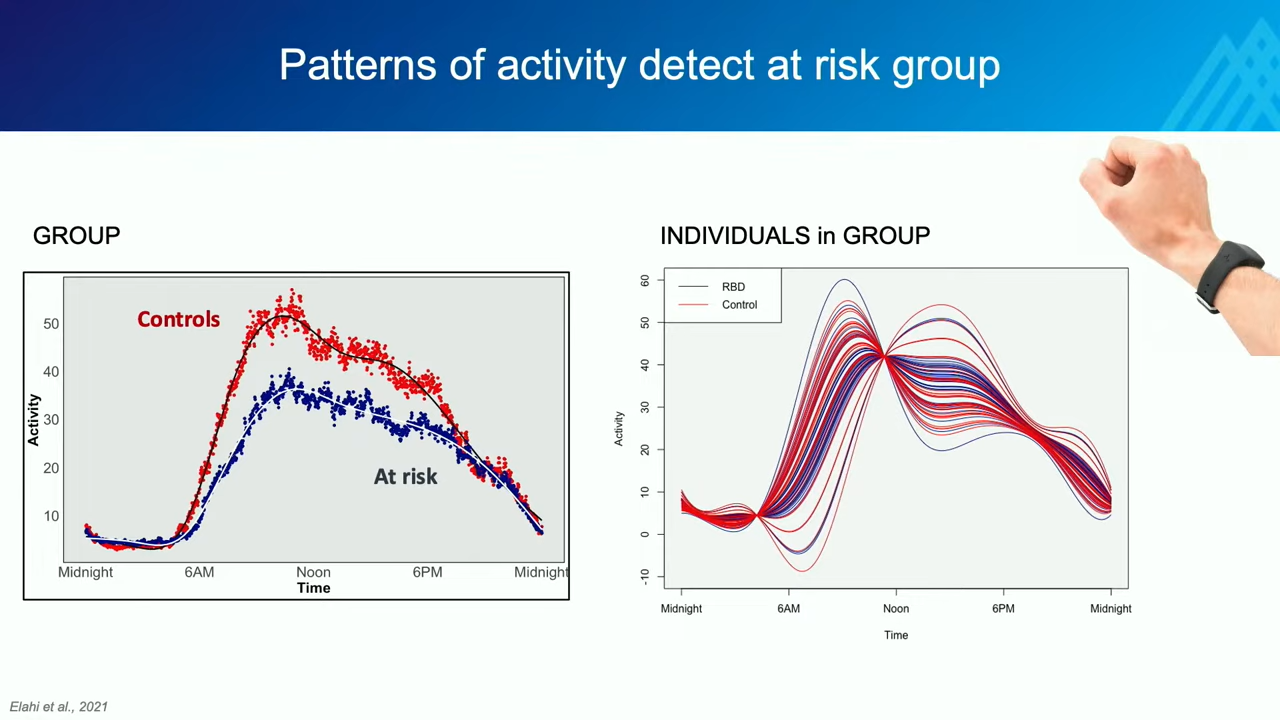 Patterns of activity detect at risk group
GROUP
Controls
At risk
Activity
50
40
30
20
10
Midnight 6AM Noon 6PM Midnight
Time
INDIVIDUALS in GROUP
RBD
Control
Activity
60
50
40
30
20
10
0
-10
Midnight 6AM Noon 6PM Midnight
Time
Elahi et al., 2021